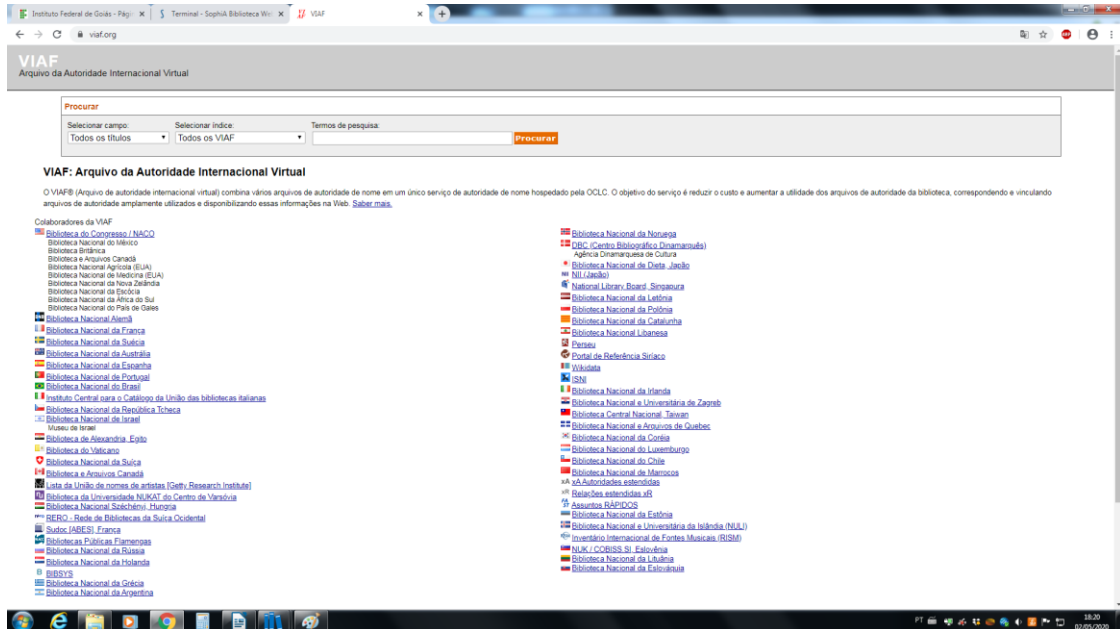 Instituto Federal de Goiás - Pági
Terminal - SophiA Biblioteca We
VIAF
viaf.org
VIAF
Arquivo da Autoridade Internacional Virtual
Procurar
Selecionar campo: Selecionar índice: Termos de pesquisa:
Todos os títulos Todos os VIAF Procurar
VIAF: Arquivo da Autoridade Internacional Virtual
O VIAF® (Arquivo de autoridade internacional virtual) combina vários arquivos de autoridade de nome em um único serviço de autoridade de nome hospedado pela OCLC. O objetivo do serviço é reduzir o custo e aumentar a utilidade dos arquivos de autoridade da biblioteca, correspondendo e vinculando
arquivos de autoridade amplamente utilizados e disponibilizando essas informações na Web. Saber mais.
Colaboradores da VIAF
Biblioteca do Congresso / NACO
Biblioteca Nacional do México
Biblioteca Britânica
Biblioteca e Arquivos Canadá
Biblioteca Nacional Agrícola (EUA)
Biblioteca Nacional de Medicina (EUA)
Biblioteca Nacional da Nova Zelândia
Biblioteca Nacional da Escócia
Biblioteca Nacional da África do Sul
Biblioteca Nacional do País de Gales
Biblioteca Nacional Alemã
Biblioteca Nacional da França
Biblioteca Nacional da Suécia
Biblioteca Nacional da Austrália
Biblioteca Nacional da Espanha
Biblioteca Nacional de Portugal
Biblioteca Nacional do Brasil
Instituto Central para o Catálogo da União das bibliotecas italianas
Biblioteca Nacional da República Tcheca
Biblioteca Nacional de Israel
Museu de Israel
Biblioteca de Alexandria, Egito
Biblioteca do Vaticano
Biblioteca Nacional da Suíça
Biblioteca e Arquivos Canadá
Lista da União de nomes de artistas [Getty Research Institute]
Biblioteca da Universidade NUKAT do Centro de Varsóvia
Biblioteca Nacional Széchényi, Hungria
RERO - Rede de Bibliotecas da Suíça Ocidental
Sudoc [ABES], França
Bibliotecas Públicas Flamengas
Biblioteca Nacional da Rússia
Biblioteca Nacional da Holanda
BIBSYS
Biblioteca Nacional da Grécia
Biblioteca Nacional da Argentina
Biblioteca Nacional da Noruega
DBC (Centro Bibliográfico Dinamarquês)
Agência Dinamarquesa de Cultura
Biblioteca Nacional de Dieta, Japão
NII (Japão)
National Library Board, Singapura
Biblioteca Nacional da Letônia
Biblioteca Nacional da Polônia
Biblioteca Nacional da Catalunha
Biblioteca Nacional Libanesa
Perseu
Portal de Referência Siríaco
Wikidata
ISNI
Biblioteca Nacional da Irlanda
Biblioteca Nacional e Universitária de Zagreb
Biblioteca Central Nacional, Taiwan
Biblioteca Nacional e Arquivos de Quebec
Biblioteca Nacional da Coréia
Biblioteca Nacional do Luxemburgo
Biblioteca Nacional do Chile
Biblioteca Nacional de Marrocos
xA xA Autoridades estendidas
xR Relações estendidas xR
Assuntos RÁPIDOS
Biblioteca Nacional da Estônia
Biblioteca Nacional e Universitária da Islândia (NULI)
Inventário Internacional de Fontes Musicais (RISM)
NUK / COBISS.SI, Eslovênia
Biblioteca Nacional da Lituânia
Biblioteca Nacional da Eslováquia
PT
18:20
02/05/2020